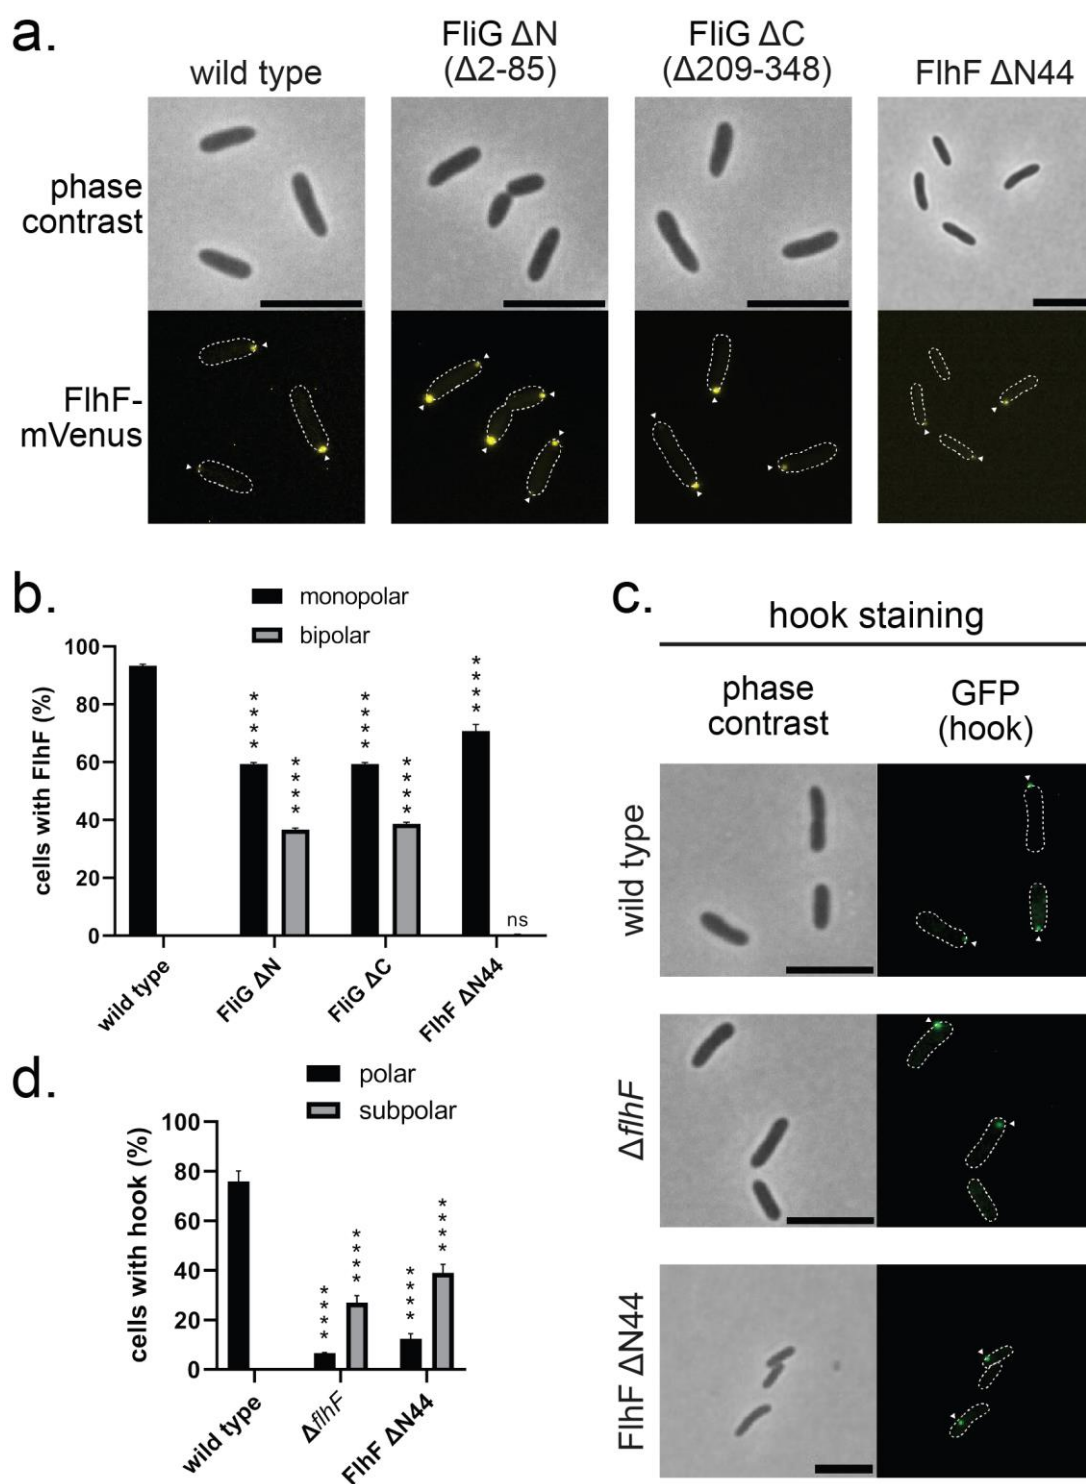 a.
wild type
FliG ΔN
(Δ2-85)
FliG ΔC
(Δ209-348)
FlhF ΔN44
phase
contrast
FlhF-
mVenus
b.
monopolar
bipolar
cells with FlhF (%)
100
80
60
40
20
0
****
****
****
****
****
ns
wild type
FliG ΔN
FliG ΔC
FlhF ΔN44
c.
hook staining
phase
contrast
GFP
(hook)
wild type
ΔflhF
FlhF ΔN44
d.
polar
subpolar
cells with hook (%)
100
80
60
40
20
0
****
****
****
****
wild type
ΔflhF
FlhF ΔN44